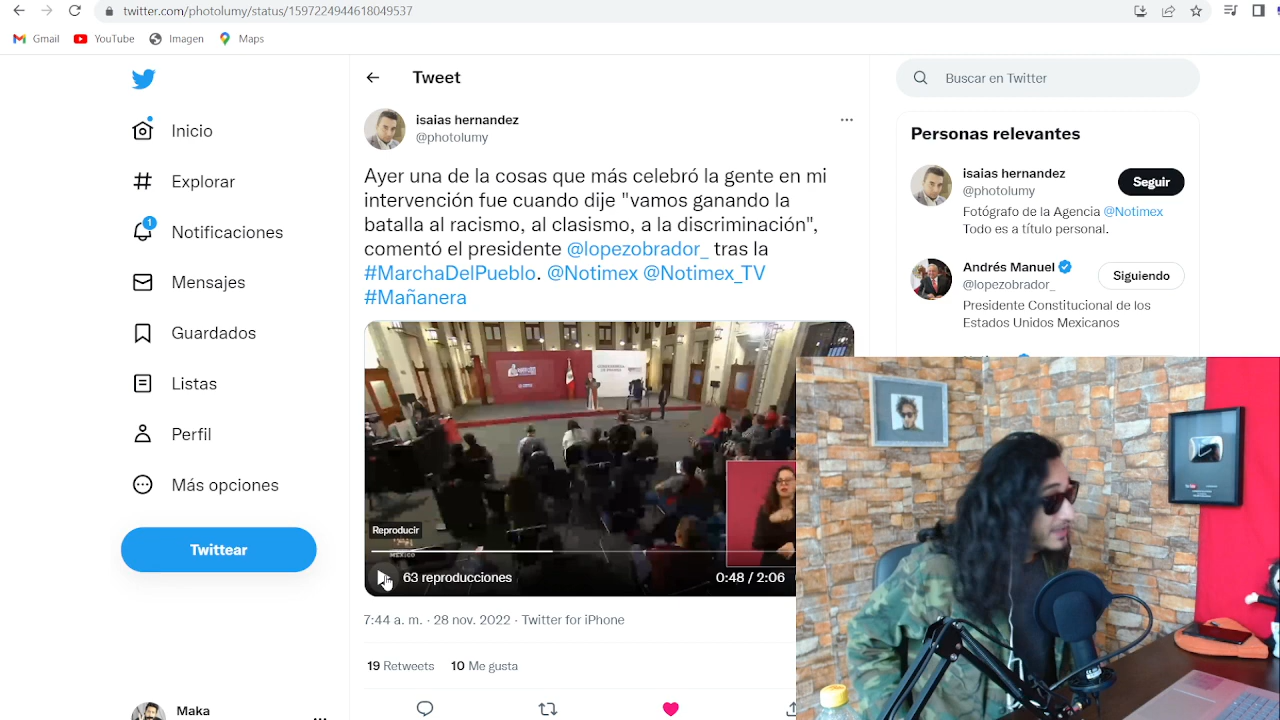 twitter.com/photolumy/status/1597224944618049537
Gmail
YouTube
Imagen
Maps
Tweet
Buscar en Twitter
Inicio
Explorar
1
Notificaciones
Mensajes
Guardados
Listas
Perfil
Más opciones
Twittear
Maka
isaias hernandez
@photolumy
Ayer una de la cosas que más celebró la gente en mi
intervención fue cuando dije "vamos ganando la
batalla al racismo, al clasismo, a la discriminación",
comentó el presidente @lopezobrador_ tras la
#MarchaDelPueblo. @Notimex @Notimex_TV
#Mañanera
Reproducir
MÉXICO
63 reproducciones
0:48 / 2:06
7:44 a. m. · 28 nov. 2022 · Twitter for iPhone
19 Retweets 10 Me gusta
Personas relevantes
isaias hernandez
@photolumy
Seguir
Fotógrafo de la Agencia @Notimex
Todo es a título personal.
Andrés Manuel
@lopezobrador_
Siguiendo
Presidente Constitucional de los
Estados Unidos Mexicanos